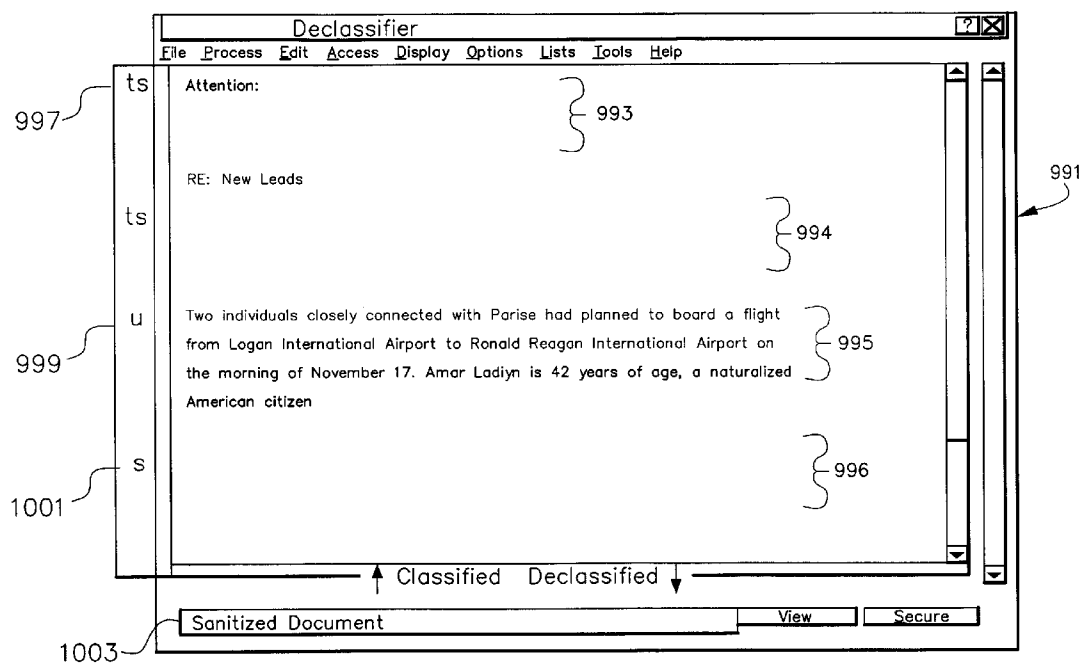 Declassifier ?
File Process Edit Access Display Options Lists Tools Help
ts Attention:
997
993
RE: New Leads
991
ts
994
u Two individuals closely connected with Parise had planned to board a flight
from Logan International Airport to Ronald Reagan International Airport on
995
999
the morning of November 17. Amar Ladiyn is 42 years of age, a naturalized
American citizen
s
996
1001
Classified Declassified
Sanitized Document View Secure
1003